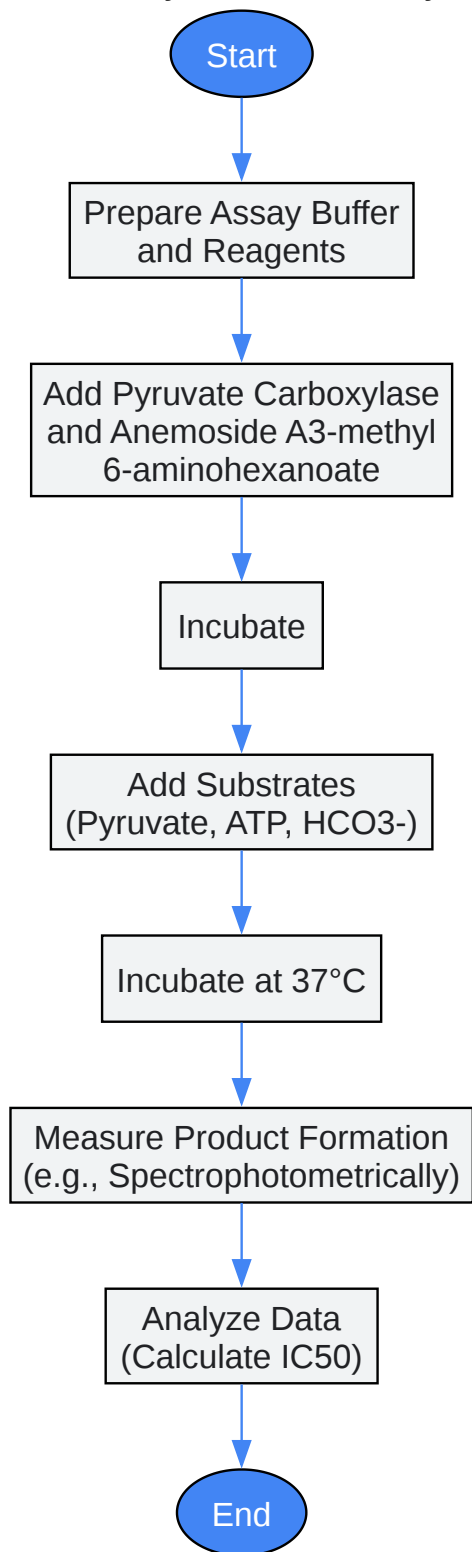 Start
Prepare Assay Buffer
and Reagents
Add Pyruvate Carboxylase
and Anemoside A3-methyl
6-aminohexanoate
Incubate
Add Substrates
(Pyruvate, ATP, HCO3-)
Incubate at 37°C
Measure Product Formation
(e.g., Spectrophotometrically)
Analyze Data
(Calculate IC50)
End